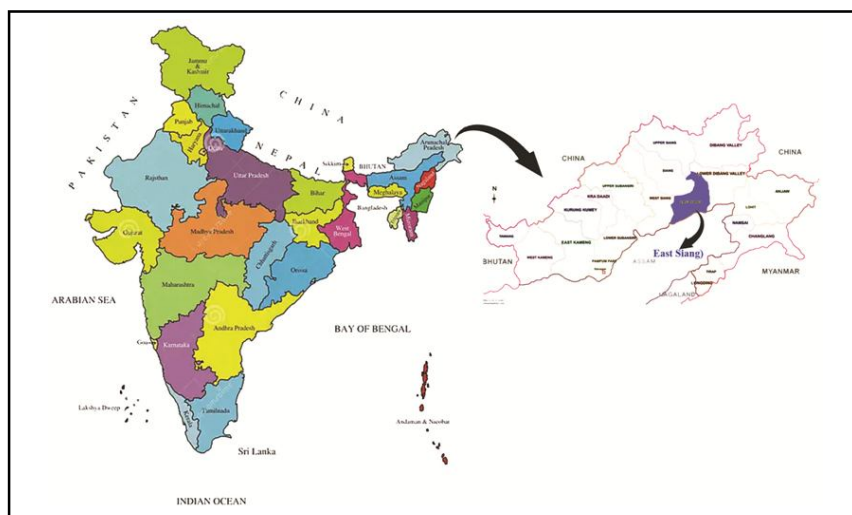 Jammu
&
Kashmir
Himachal
Punjab
Uttarakhand
Haryana
PAKISTAN
CHINA
NEPAL
Rajsthan
Uttar Pradesh
Sikkim
BHUTAN
Arunachal
Pradesh
Assam
Meghalaya
Bihar
Bangladesh
Gujrat
Madhya Pradesh
Jharkhand
West
Bengal
Chhattisgarh
Orissa
Maharashtra
ARABIAN SEA
BAY OF BENGAL
Andhra Pradesh
Goa
Karnataka
Lakshya Dweep
Kerala
Tamilnadu
Sri Lanka
Andaman & Nicobar
INDIAN OCEAN
CHINA
UPPER SIANG
DIBANG VALLEY
CHINA
SIANG
LOWER DIBANG VALLEY
UPPER SUBANSIRI
KRA DAADI
WEST SIANG
ANJAW
LOHIT
N
KURUNG KUMEY
NAMSAI
CHANGLANG
TAWANG
EAST KAMENG
LOWER SUBANSIRI
East Siang)
WEST KAMENG
PAPUM PARE
ASSAM
BHUTAN
TIRAP
MYANMAR
LONGDING
NAGALAND